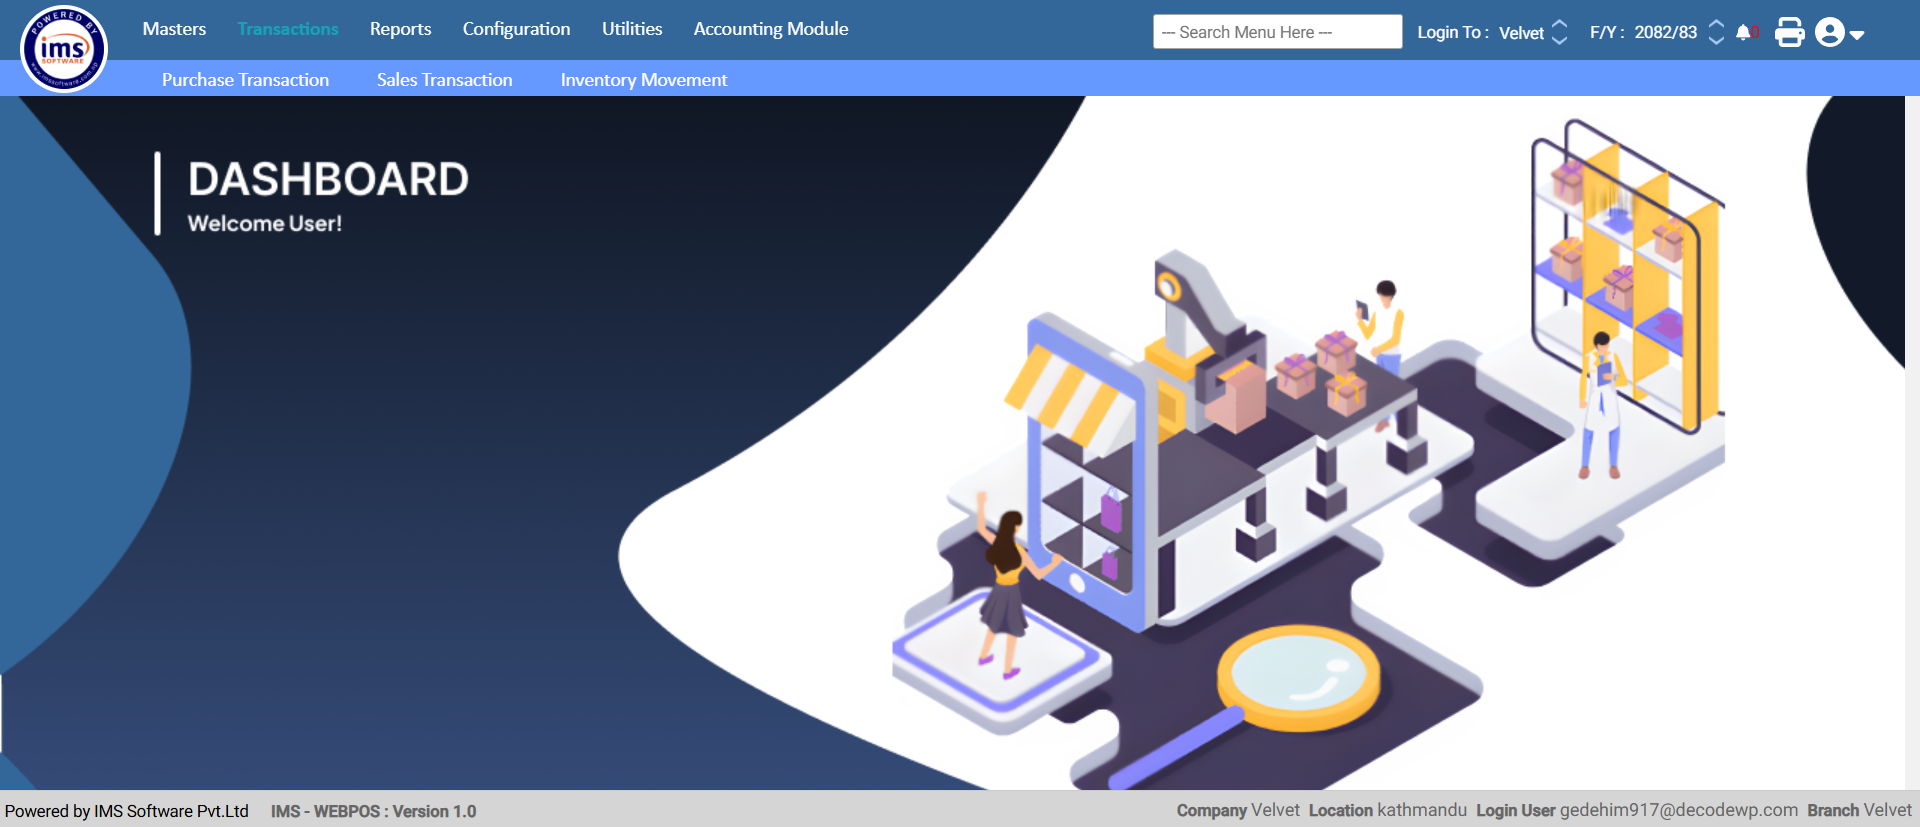 POWERED BY
ims
SOFTWARE
www.imssoftware.com.np
Masters Transactions Reports Configuration Utilities Accounting Module
--- Search Menu Here --- Login To : Velvet F/Y : 2082/83 0
Purchase Transaction Sales Transaction Inventory Movement
DASHBOARD
Welcome User!
Powered by IMS Software Pvt.Ltd IMS - WEBPOS : Version 1.0
Company Velvet Location kathmandu Login User gedehim917@decodewp.com Branch Velvet